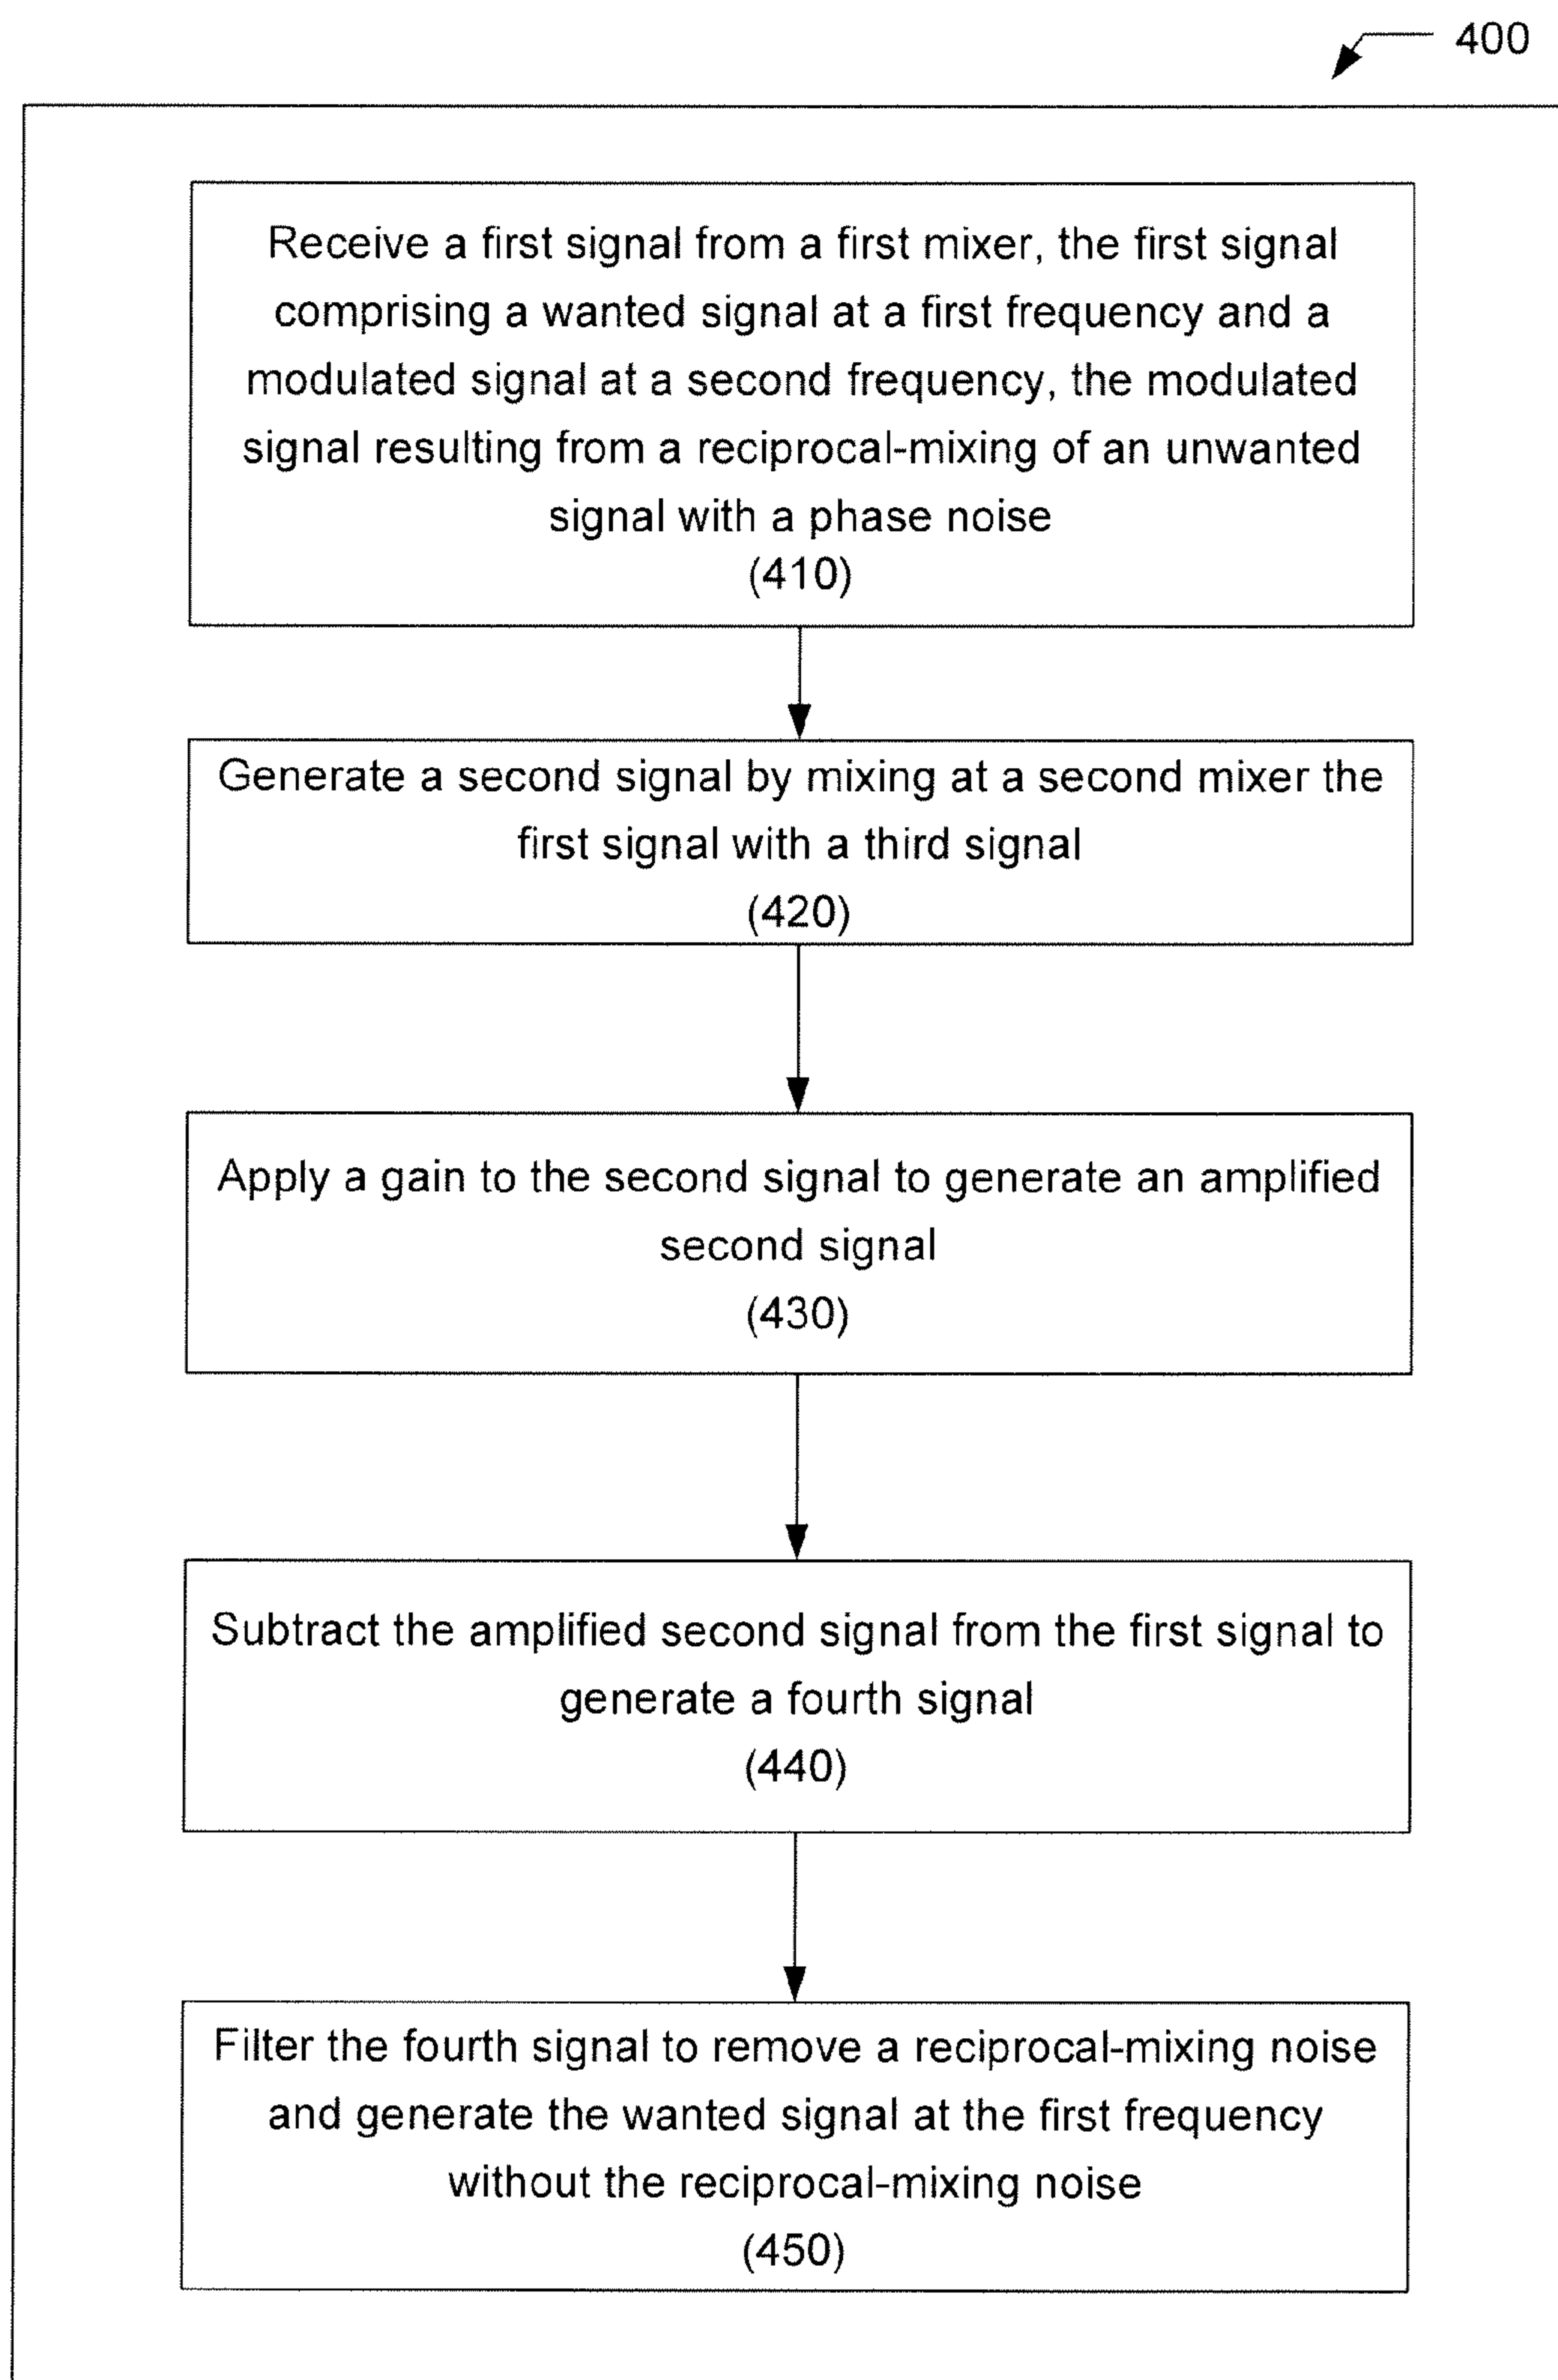 400
Receive a first signal from a first mixer, the first signal
comprising a wanted signal at a first frequency and a
modulated signal at a second frequency, the modulated
signal resulting from a reciprocal-mixing of an unwanted
signal with a phase noise
(410)
Generate a second signal by mixing at a second mixer the
first signal with a third signal
(420)
Apply a gain to the second signal to generate an amplified
second signal
(430)
Subtract the amplified second signal from the first signal to
generate a fourth signal
(440)
Filter the fourth signal to remove a reciprocal-mixing noise
and generate the wanted signal at the first frequency
without the reciprocal-mixing noise
(450)